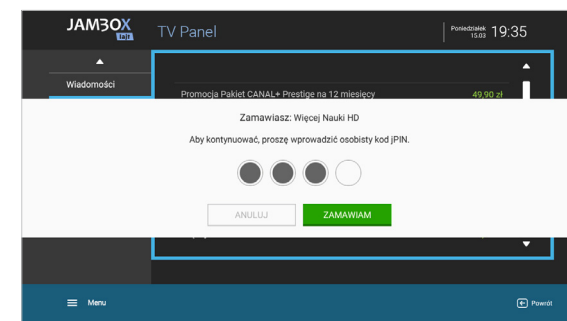 JAMBOX
lajt
TV Panel
Poniedziałek
15.03
19:35
Wiadomości
Promocja Pakiet CANAL+ Prestige na 12 miesięcy 49,90 zł
Zamawiasz: Więcej Nauki HD
Aby kontynuować, proszę wprowadzić osobisty kod jPIN.
ANULUJ ZAMAWIAM
Menu Powrót